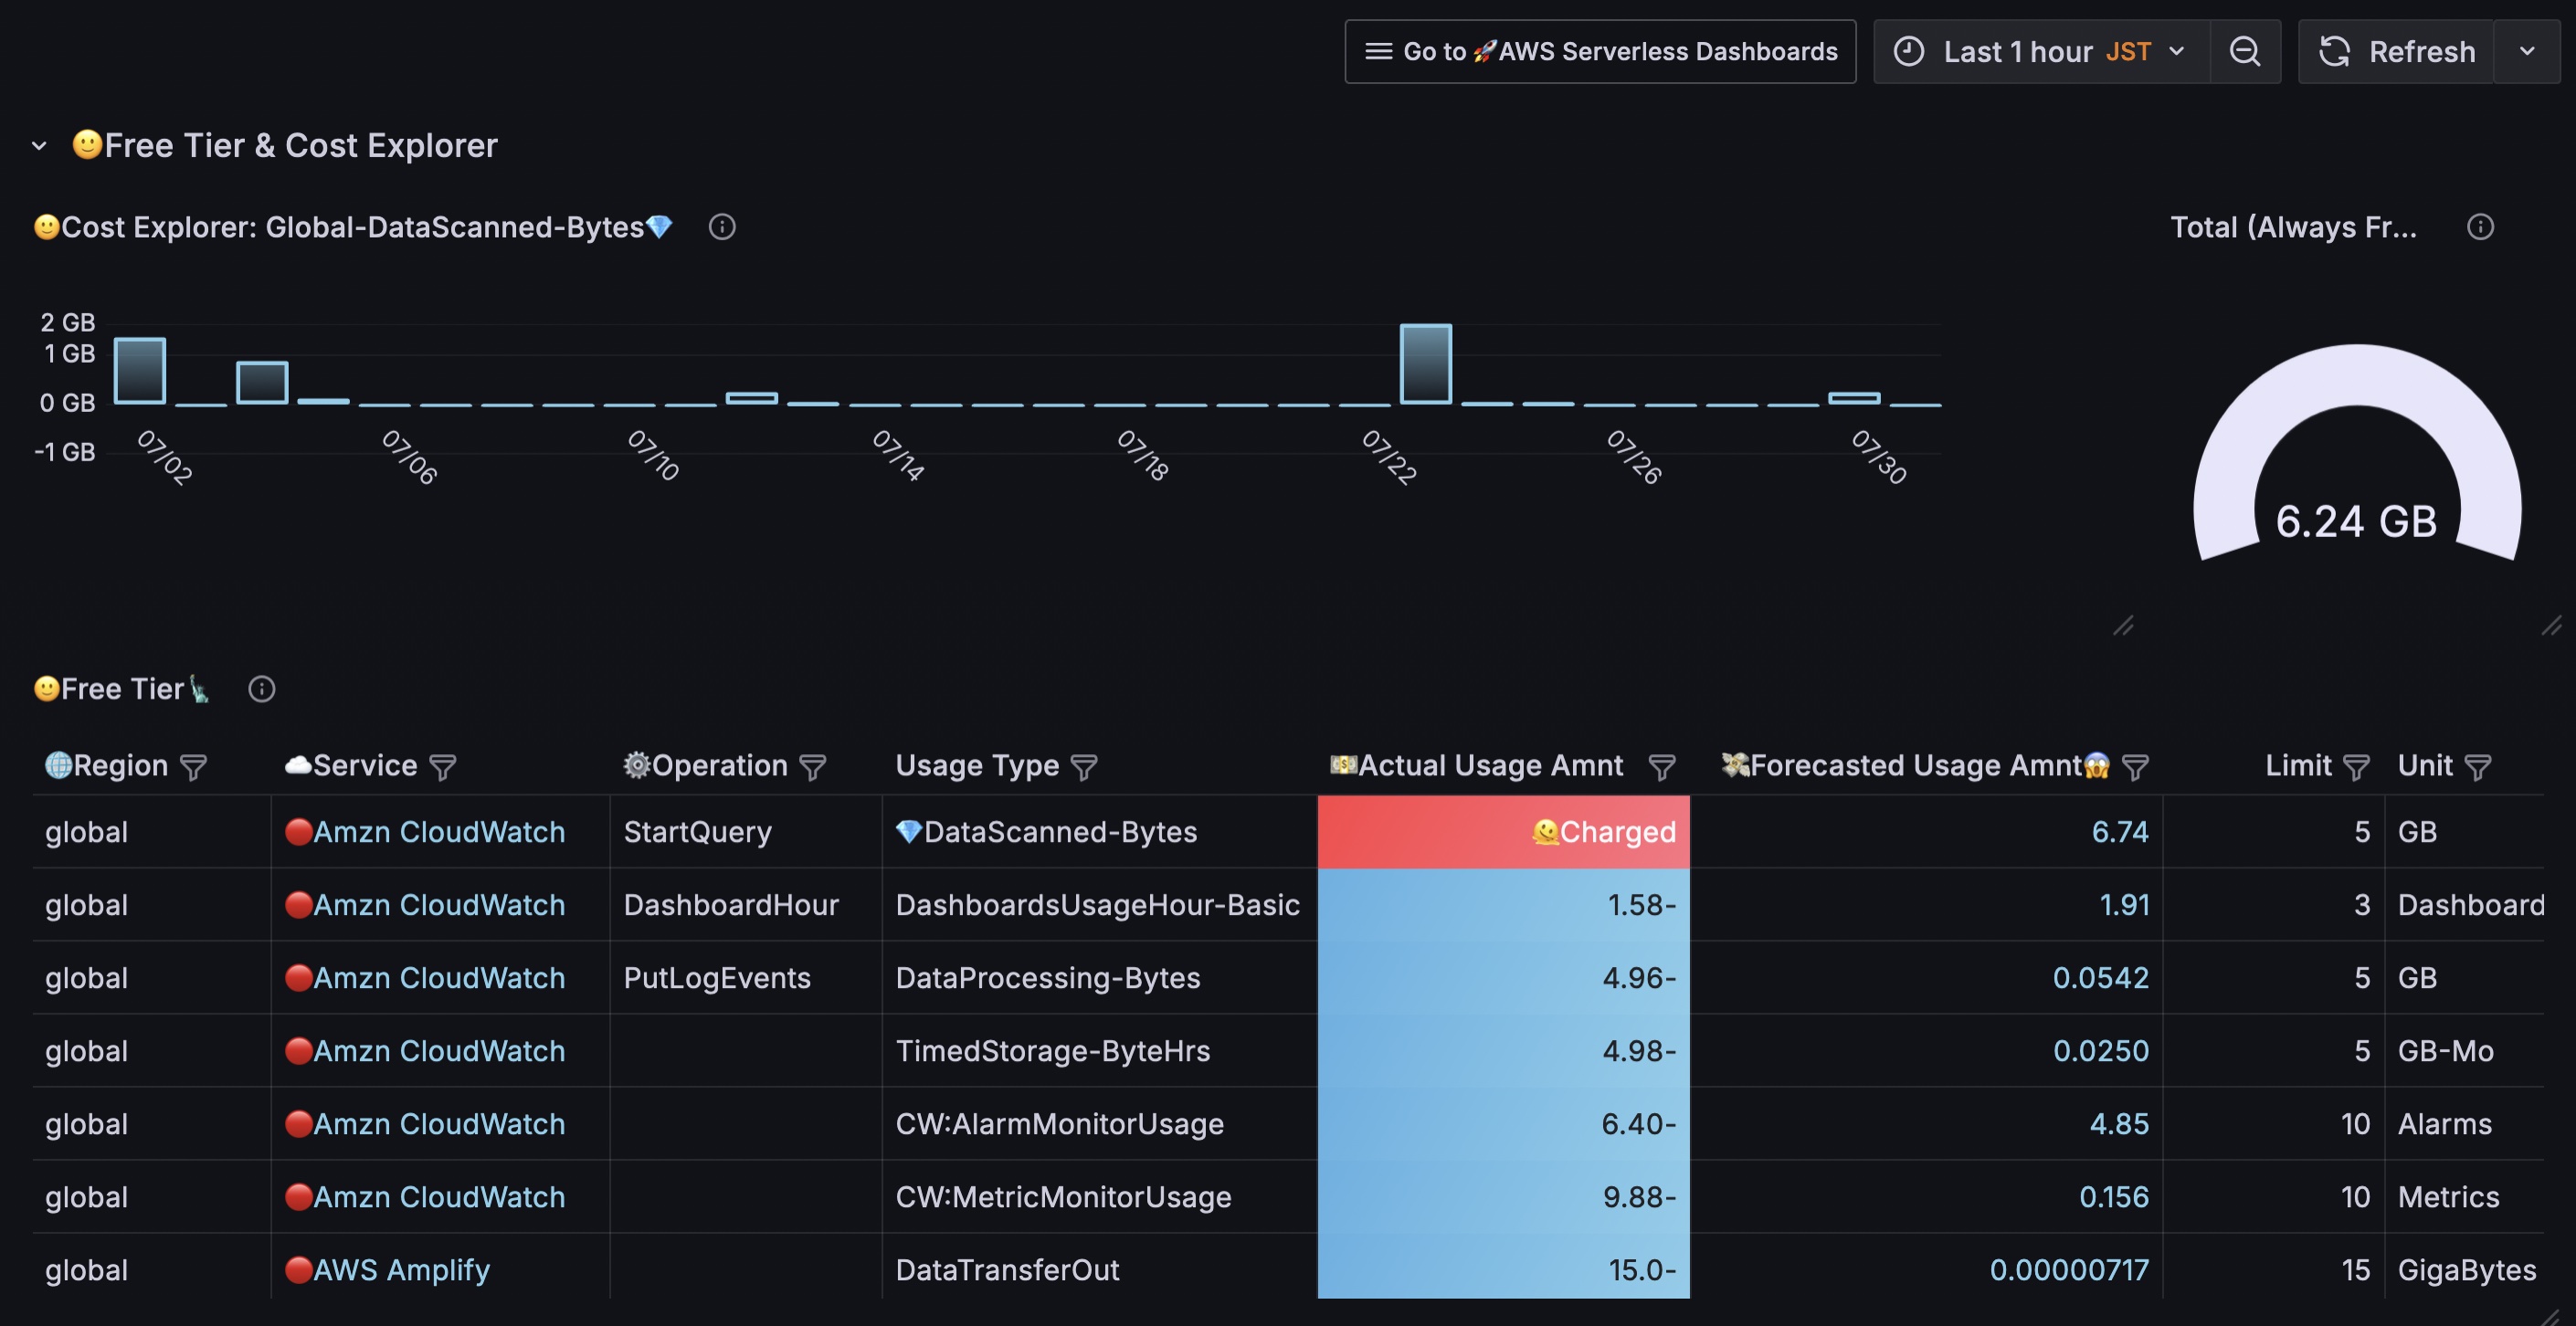 Go to 🚀AWS Serverless Dashboards Last 1 hour JST Refresh
🙂Free Tier & Cost Explorer
🙂Cost Explorer: Global-DataScanned-Bytes💎
Total (Always Fr...
2 GB
1 GB
0 GB
-1 GB
07/02 07/06 07/10 07/14 07/18 07/22 07/26 07/30
6.24 GB
🙂Free Tier🗽
🌐Region ☁️Service ⚙️Operation Usage Type 💵Actual Usage Amnt 💸Forecasted Usage Amnt😱 Limit Unit
global 🔴Amzn CloudWatch StartQuery 💎DataScanned-Bytes 🫠Charged 6.74 5 GB
global 🔴Amzn CloudWatch DashboardHour DashboardsUsageHour-Basic 1.58- 1.91 3 Dashboard
global 🔴Amzn CloudWatch PutLogEvents DataProcessing-Bytes 4.96- 0.0542 5 GB
global 🔴Amzn CloudWatch TimedStorage-ByteHrs 4.98- 0.0250 5 GB-Mo
global 🔴Amzn CloudWatch CW:AlarmMonitorUsage 6.40- 4.85 10 Alarms
global 🔴Amzn CloudWatch CW:MetricMonitorUsage 9.88- 0.156 10 Metrics
global 🔴AWS Amplify DataTransferOut 15.0- 0.00000717 15 GigaBytes